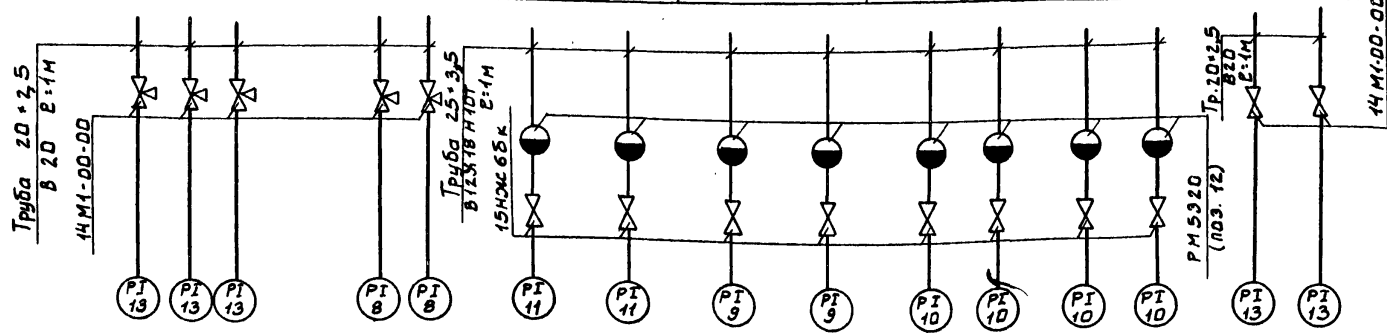 Труба 20×2,5
В 20 ℓ=1м
14М1-00-00
Труба 25×3,5
В 12Х18Н10Т ℓ=1м
15нж65бк
РМ5320
(поз. 12)
Тр. 20×2,5
В20
ℓ=1м
14М1-00-00
PI
13
PI
13
PI
13
PI
8
PI
8
PI
11
PI
11
PI
9
PI
9
PI
10
PI
10
PI
10
PI
10
PI
13
PI
13